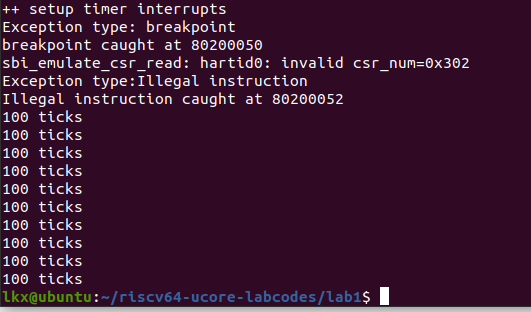 ++ setup timer interrupts
Exception type: breakpoint
breakpoint caught at 80200050
sbi_emulate_csr_read: hartid0: invalid csr_num=0x302
Exception type:Illegal instruction
Illegal instruction caught at 80200052
100 ticks
100 ticks
100 ticks
100 ticks
100 ticks
100 ticks
100 ticks
100 ticks
100 ticks
100 ticks
lkx@ubuntu:~/riscv64-ucore-labcodes/lab1$